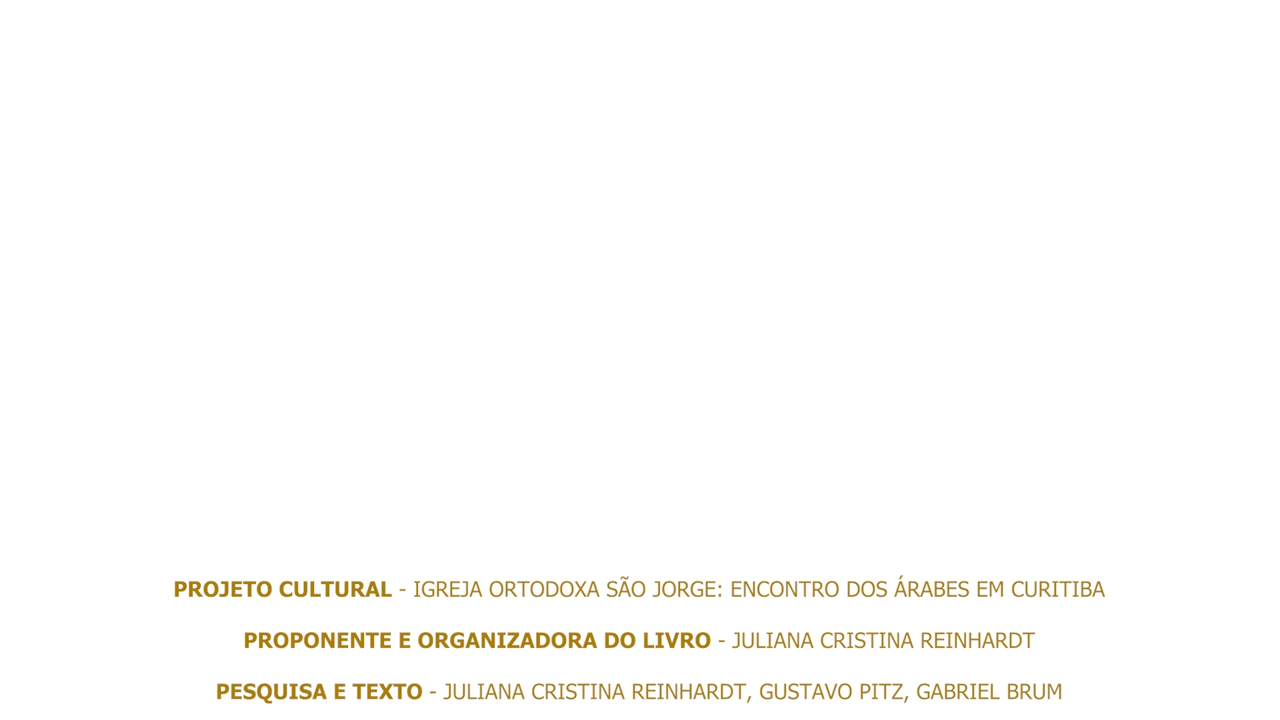 PROJETO CULTURAL - IGREJA ORTODOXA SÃO JORGE: ENCONTRO DOS ÁRABES EM CURITIBA
PROPONENTE E ORGANIZADORA DO LIVRO - JULIANA CRISTINA REINHARDT
PESQUISA E TEXTO - JULIANA CRISTINA REINHARDT, GUSTAVO PITZ, GABRIEL BRUM